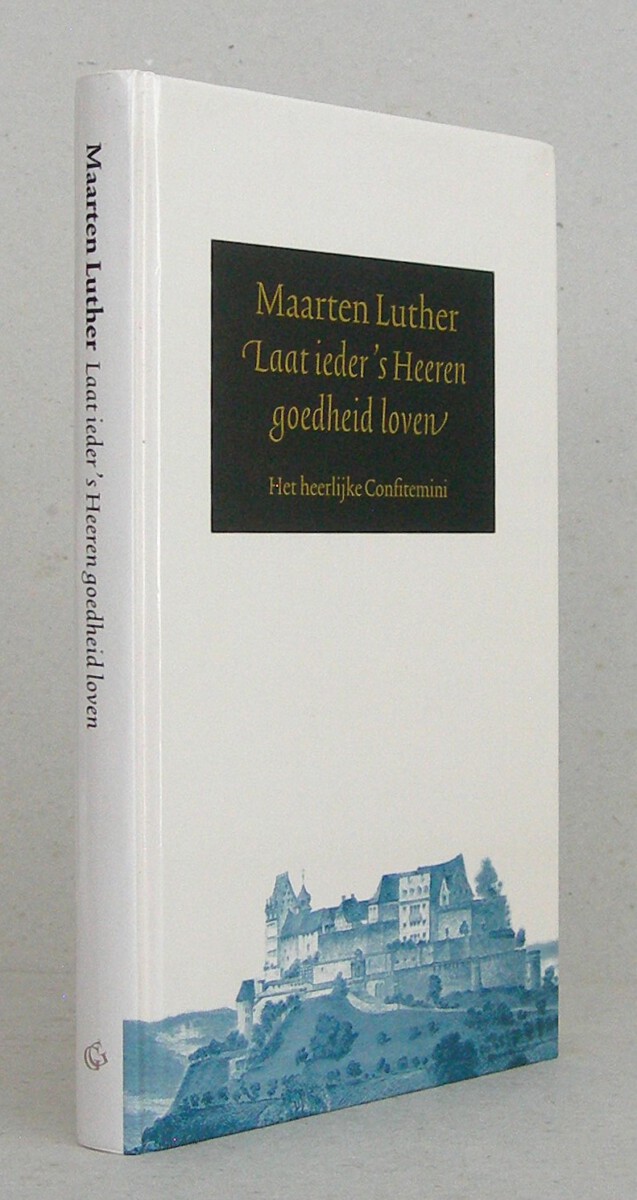 Maarten Luther Laat ieder 's Heeren goedheid loven
Maarten Luther
Laat ieder 's Heeren
goedheid loven
Het heerlijke Confitemini